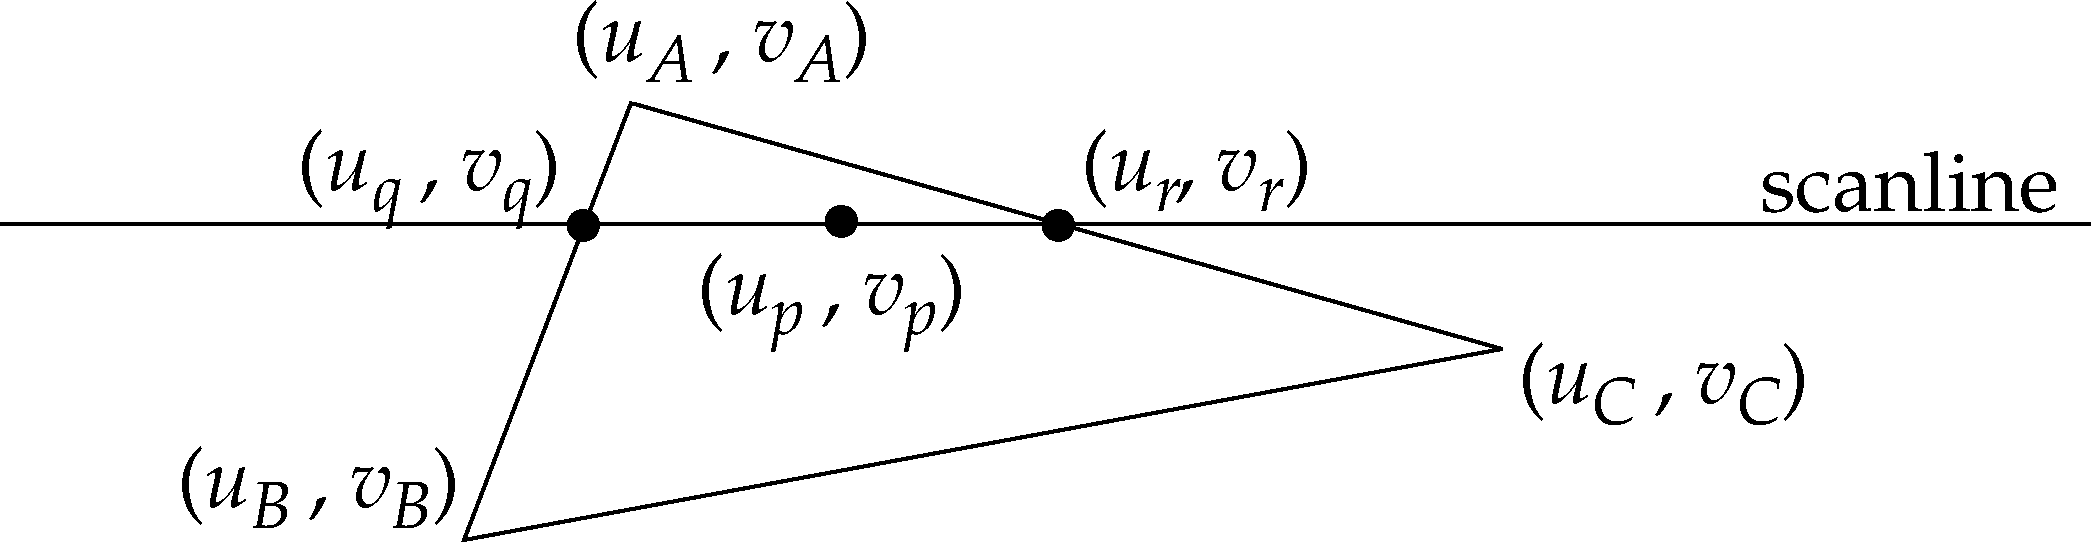 (u_A , v_A)
(u_q , v_q)
(u_r, v_r)
scanline
(u_p , v_p)
(u_C , v_C)
(u_B , v_B)